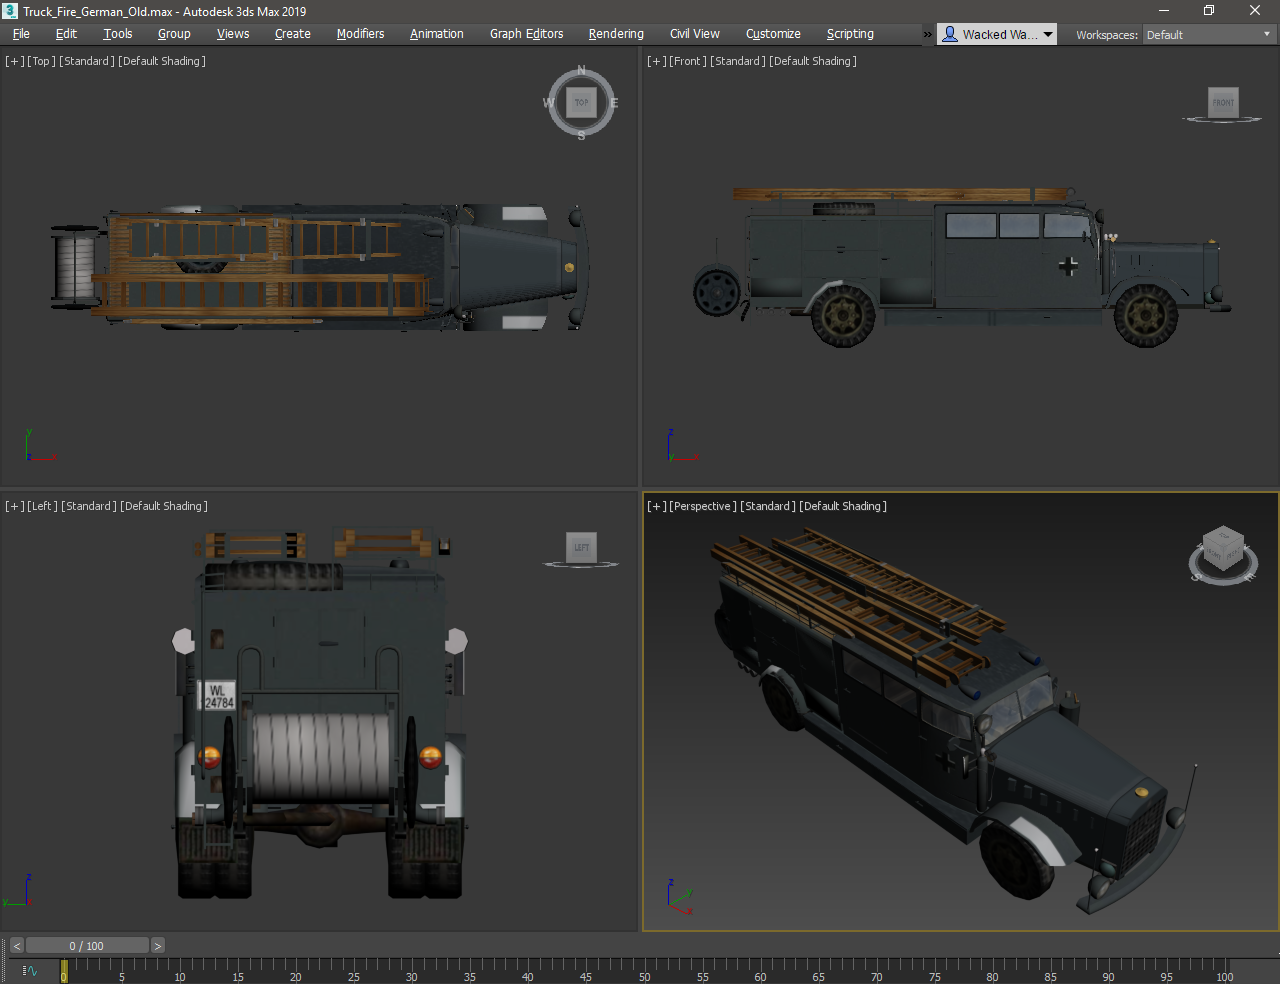 Truck_Fire_German_Old.max - Autodesk 3ds Max 2019
File Edit Tools Group Views Create Modifiers Animation Graph Editors Rendering Civil View Customize Scripting » Wacked Wa... Workspaces: Default
[+] [Top] [Standard] [Default Shading]
N
W TOP E
S
[+] [Front] [Standard] [Default Shading]
FRONT
y
z
z
y
[+] [Left] [Standard] [Default Shading]
LEFT
WL
24784
z
y
[+] [Perspective] [Standard] [Default Shading]
TOP
S E
z
y
x
< 0 / 100 >
0 5 10 15 20 25 30 35 40 45 50 55 60 65 70 75 80 85 90 95 100